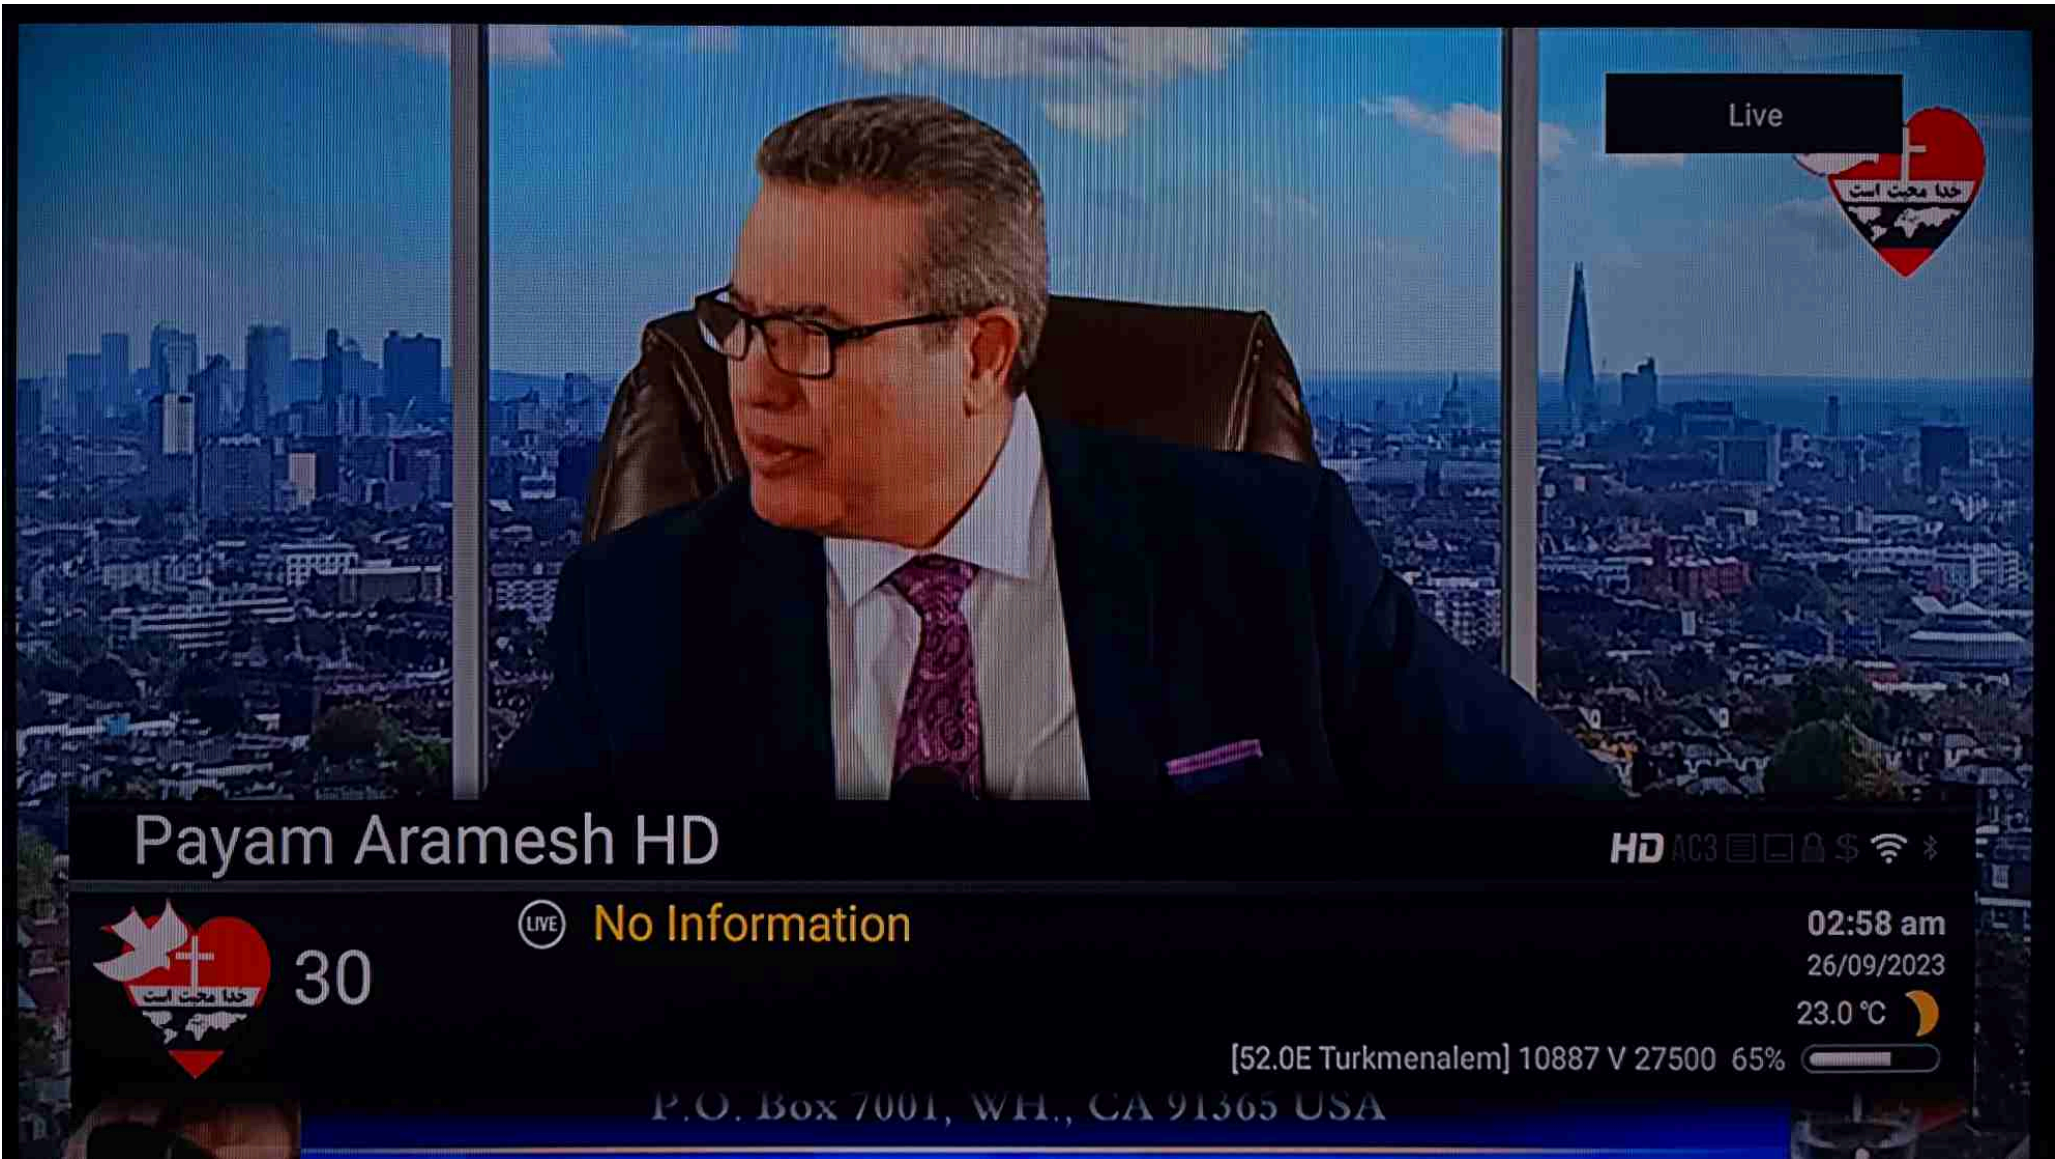 Live
خدا محبت است
Payam Aramesh HD
HD AC3 $
30
LIVE No Information
خدا محبت است
02:58 am
26/09/2023
23.0 °C
[52.0E Turkmenalem] 10887 V 27500 65%
P.O. Box 7001, WH., CA 91365 USA